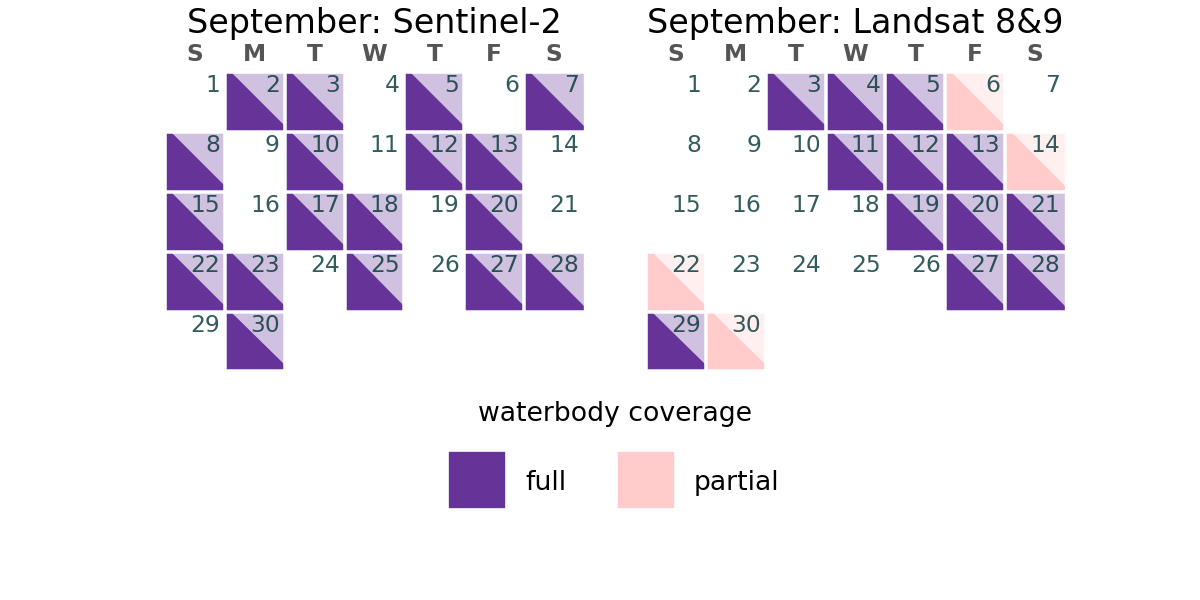 September: Sentinel-2
S M T W T F S
1 2 3 4 5 6 7
8 9 10 11 12 13 14
15 16 17 18 19 20 21
22 23 24 25 26 27 28
29 30
September: Landsat 8&9
S M T W T F S
1 2 3 4 5 6 7
8 9 10 11 12 13 14
15 16 17 18 19 20 21
22 23 24 25 26 27 28
29 30
waterbody coverage
full partial